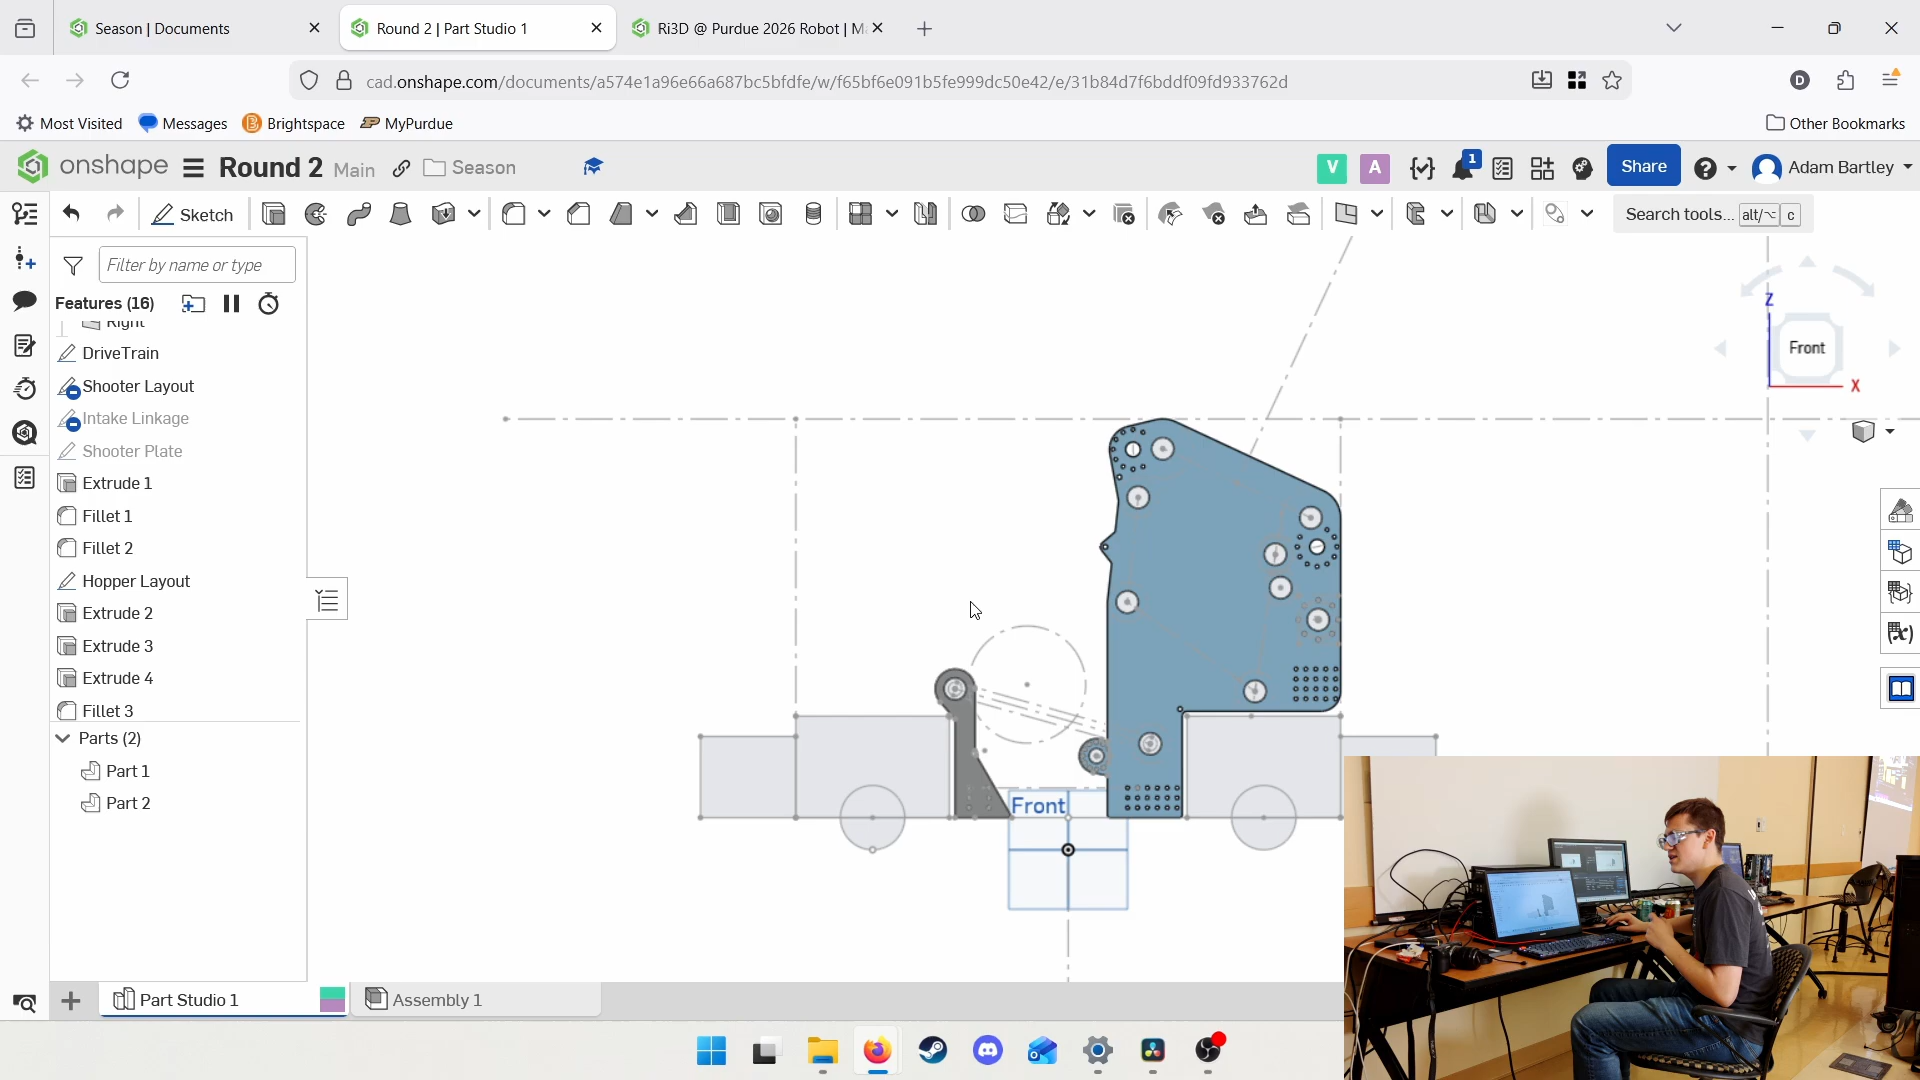 Season | Documents
Round 2 | Part Studio 1
Ri3D @ Purdue 2026 Robot | M
cad.onshape.com/documents/a574e1a96e66a687bc5bfdfe/w/f65bf6e091b5fe999dc50e42/e/31b84d7f6bddf09fd933762d
D
Most Visited
Messages
Brightspace
MyPurdue
Other Bookmarks
onshape
Round 2
Main
Season
V
A
1
Share
Adam Bartley
Sketch
Search tools...
alt/⌥
c
Filter by name or type
Features (16)
Right
DriveTrain
Shooter Layout
Intake Linkage
Shooter Plate
Extrude 1
Fillet 1
Fillet 2
Hopper Layout
Extrude 2
Extrude 3
Extrude 4
Fillet 3
Parts (2)
Part 1
Part 2
Z
Front
X
Front
Part Studio 1
Assembly 1